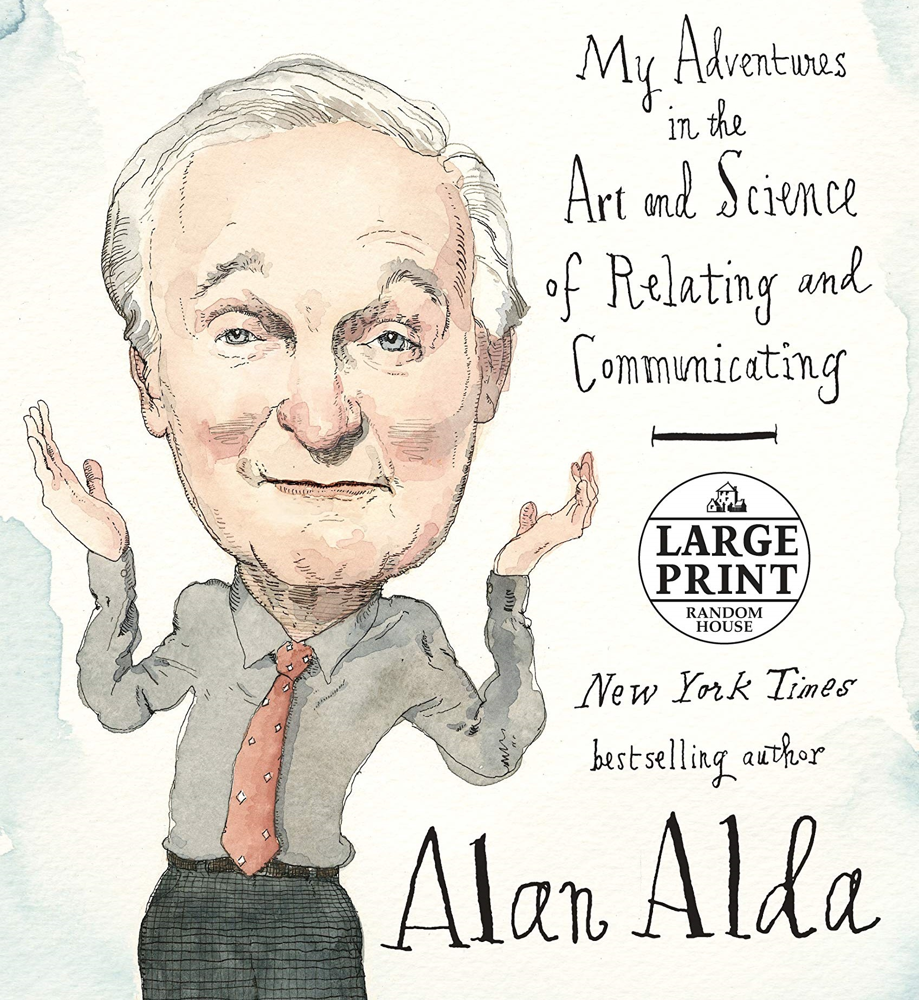 My Adventures
in the
Art and Science
of Relating and
Communicating
LARGE
PRINT
RANDOM
HOUSE
New York Times
bestselling author
Alan Alda